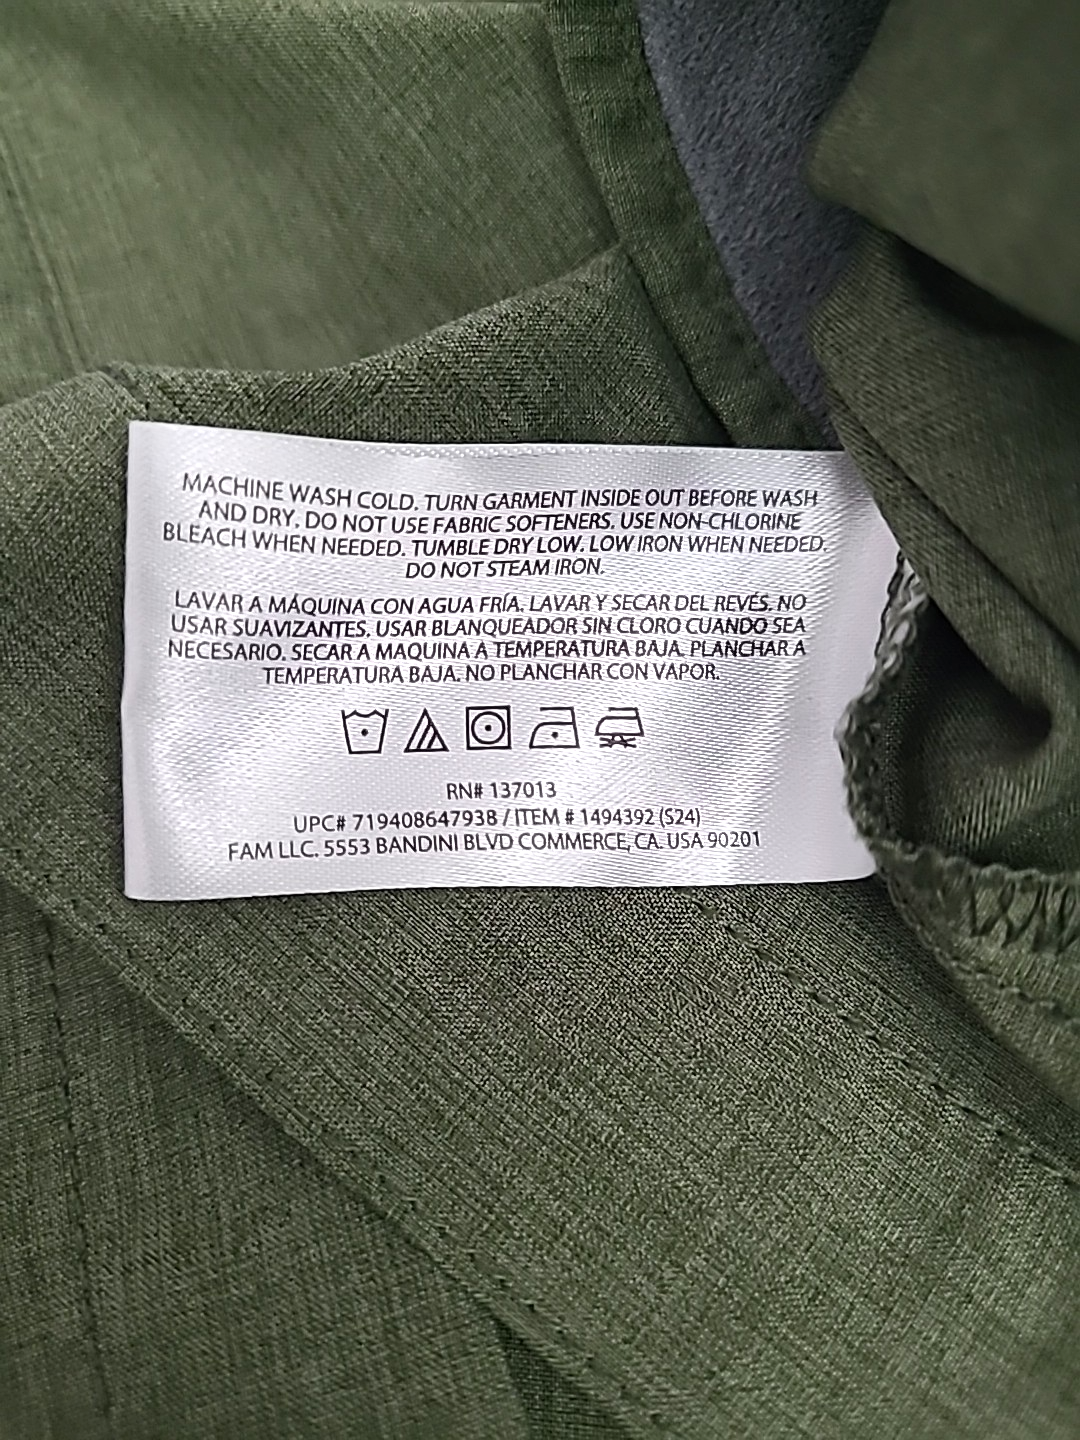 MACHINE WASH COLD. TURN GARMENT INSIDE OUT BEFORE WASH
AND DRY. DO NOT USE FABRIC SOFTENERS. USE NON-CHLORINE
BLEACH WHEN NEEDED. TUMBLE DRY LOW. LOW IRON WHEN NEEDED.
DO NOT STEAM IRON.
LAVAR A MÁQUINA CON AGUA FRÍA. LAVAR Y SECAR DEL REVÉS. NO
USAR SUAVIZANTES. USAR BLANQUEADOR SIN CLORO CUANDO SEA
NECESARIO. SECAR A MAQUINA A TEMPERATURA BAJA. PLANCHAR A
TEMPERATURA BAJA. NO PLANCHAR CON VAPOR.
RN# 137013
UPC# 719408647938 / ITEM # 1494392 (S24)
FAM LLC. 5553 BANDINI BLVD COMMERCE, CA. USA 90201